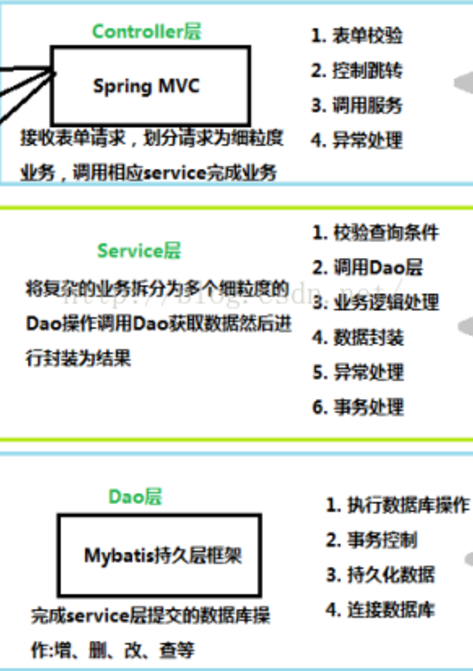 Controller层
Spring MVC
接收表单请求，划分请求为细粒度
业务，调用相应service完成业务
1. 表单校验
2. 控制跳转
3. 调用服务
4. 异常处理
Service层
将复杂的业务拆分为多个细粒度的
Dao操作调用Dao获取数据然后进
行封装为结果
http://blog.csdn.net/
1. 校验查询条件
2. 调用Dao层
3. 业务逻辑处理
4. 数据封装
5. 异常处理
6. 事务处理
Dao层
Mybatis持久层框架
完成service层提交的数据库操
作:增、删、改、查等
1. 执行数据库操作
2. 事务控制
3. 持久化数据
4. 连接数据库